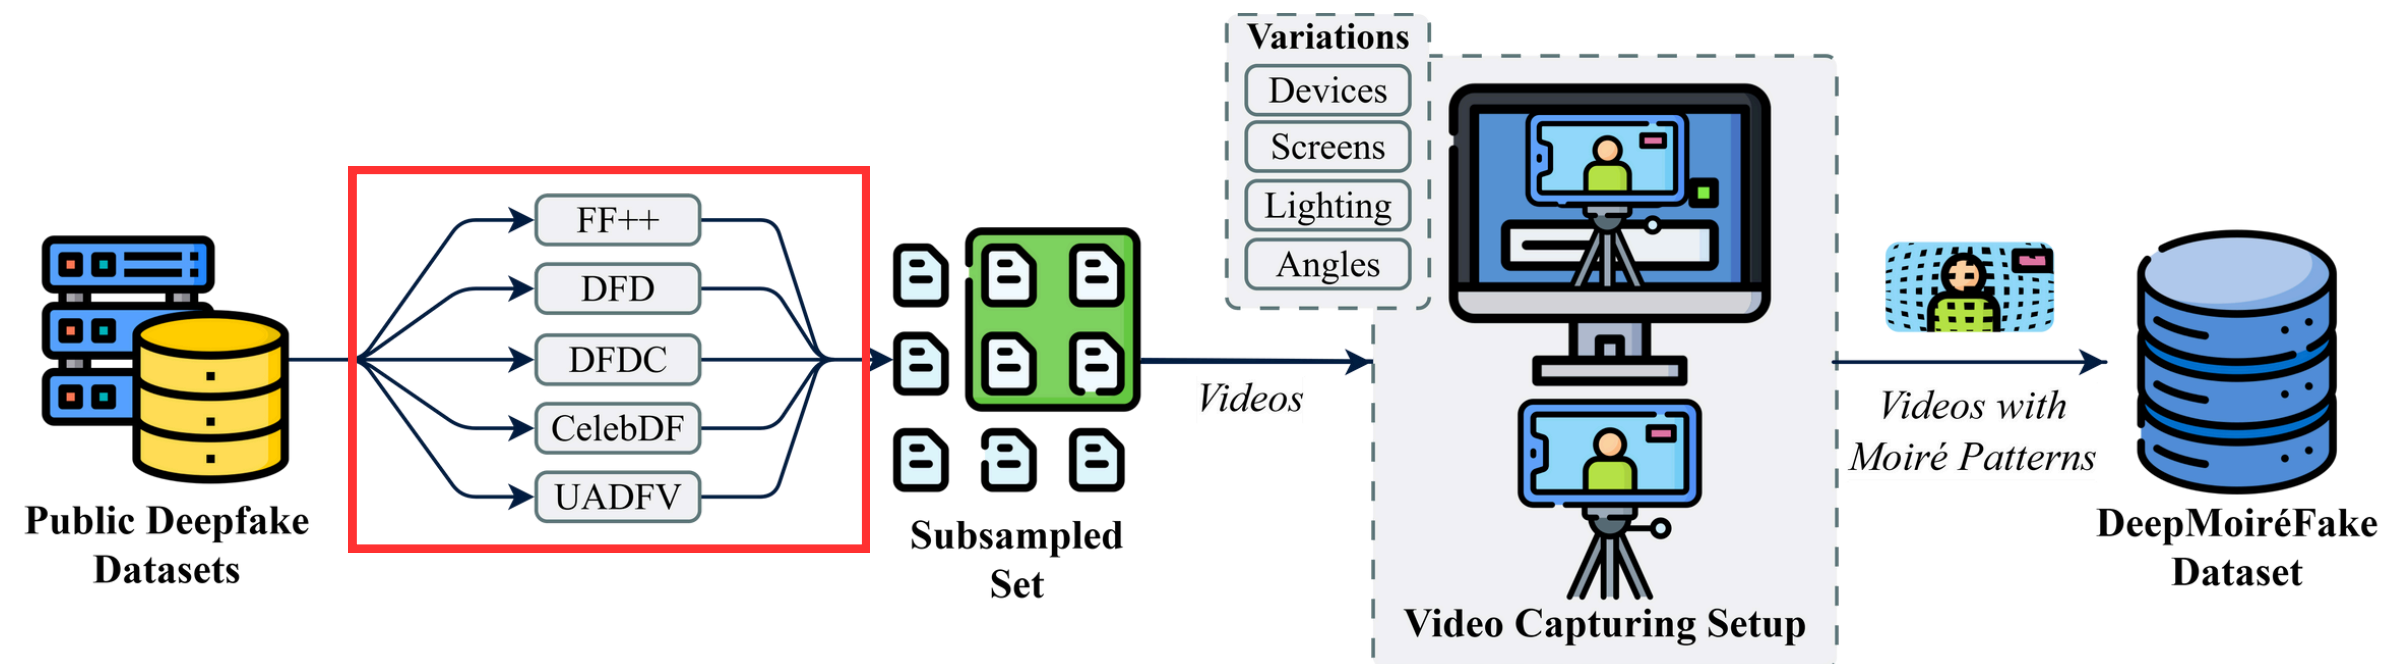 Public Deepfake
Datasets
FF++
DFD
DFDC
CelebDF
UADFV
Subsampled
Set
Videos
Variations
Devices
Screens
Lighting
Angles
Video Capturing Setup
Videos with
Moiré Patterns
DeepMoiréFake
Dataset